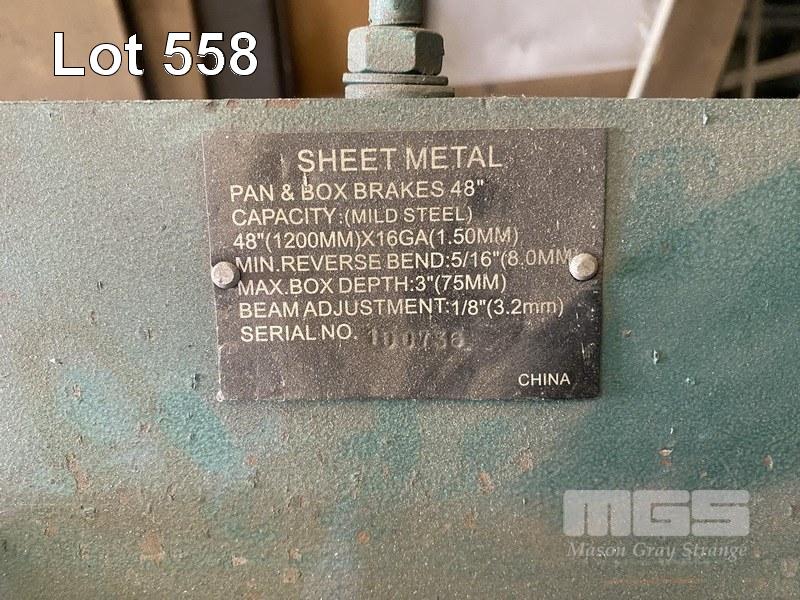 Lot 558
SHEET METAL
PAN & BOX BRAKES 48"
CAPACITY:(MILD STEEL)
48"(1200MM)X16GA(1.50MM)
MIN.REVERSE BEND:5/16"(8.0MM)
MAX.BOX DEPTH:3"(75MM)
BEAM ADJUSTMENT:1/8"(3.2mm)
SERIAL NO. 100736
CHINA
MGS
Mason Gray Strange